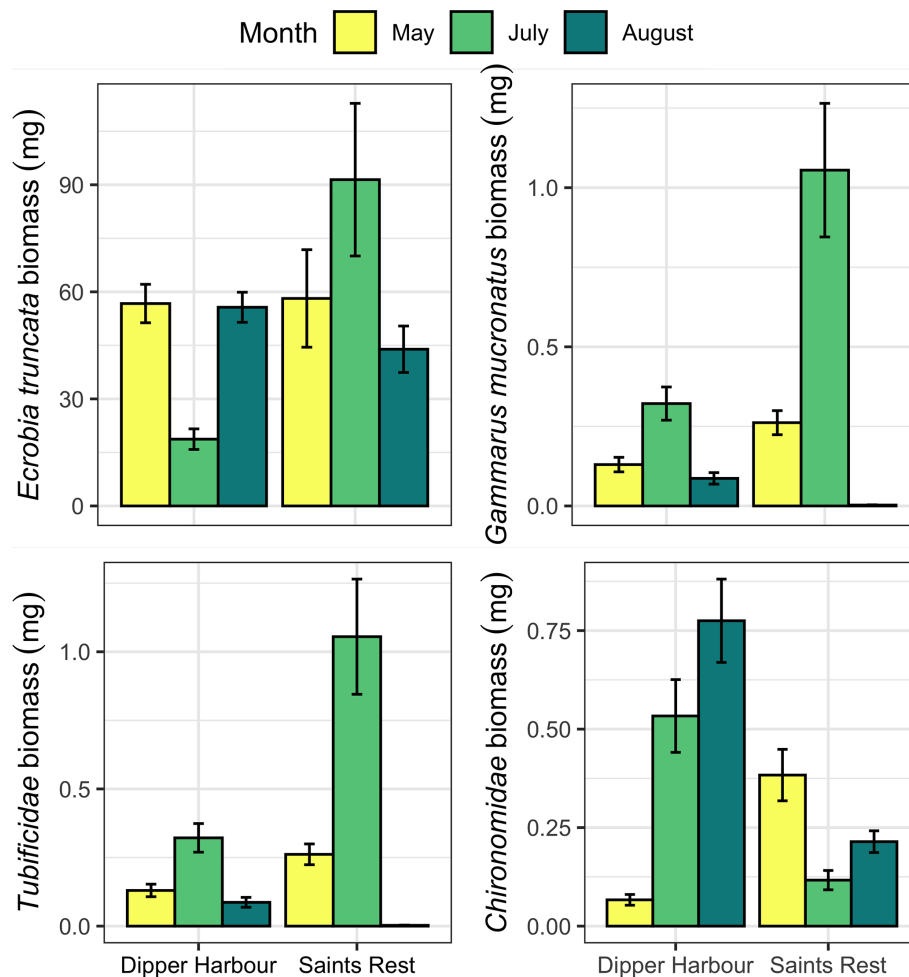 Month May July August
Ecrobia truncata biomass (mg)
90
60
30
0
Gammarus mucronatus biomass (mg)
1.0
0.5
0.0
Tubificidae biomass (mg)
1.0
0.5
0.0
Dipper Harbour Saints Rest
Chironomidae biomass (mg)
0.75
0.50
0.25
0.00
Dipper Harbour Saints Rest